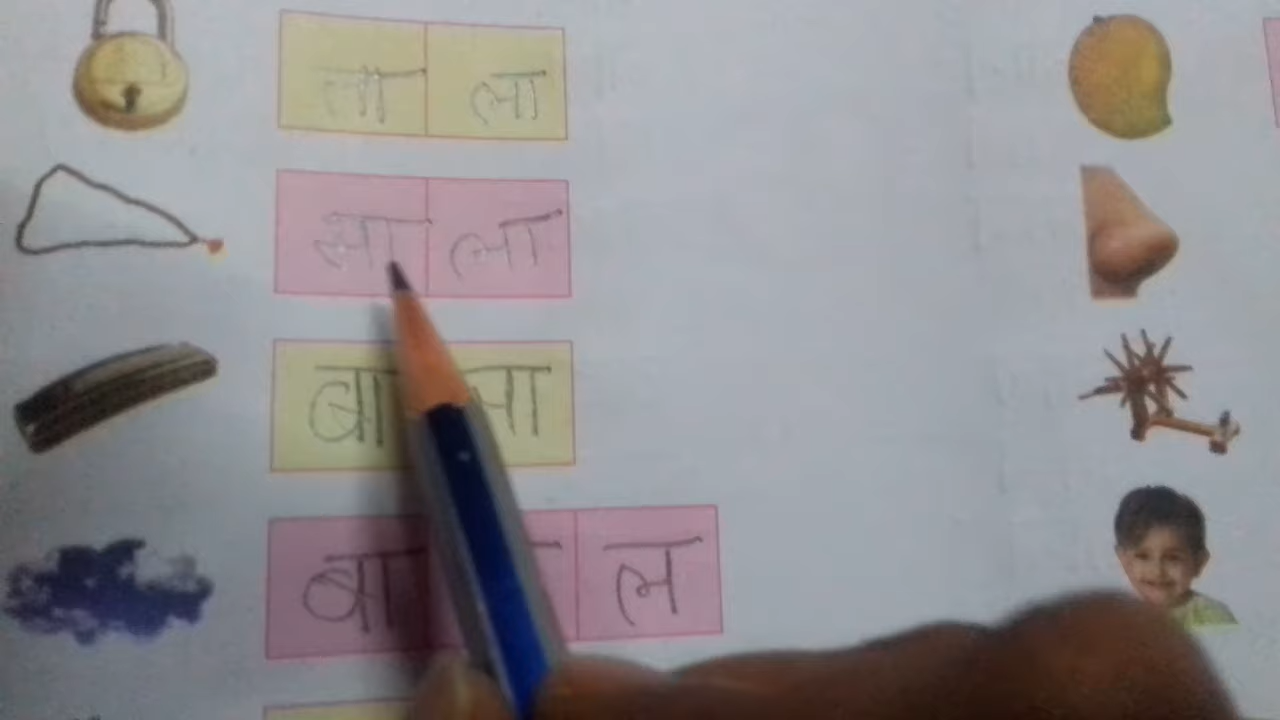 ता ला
मा ला
बा
बा ल